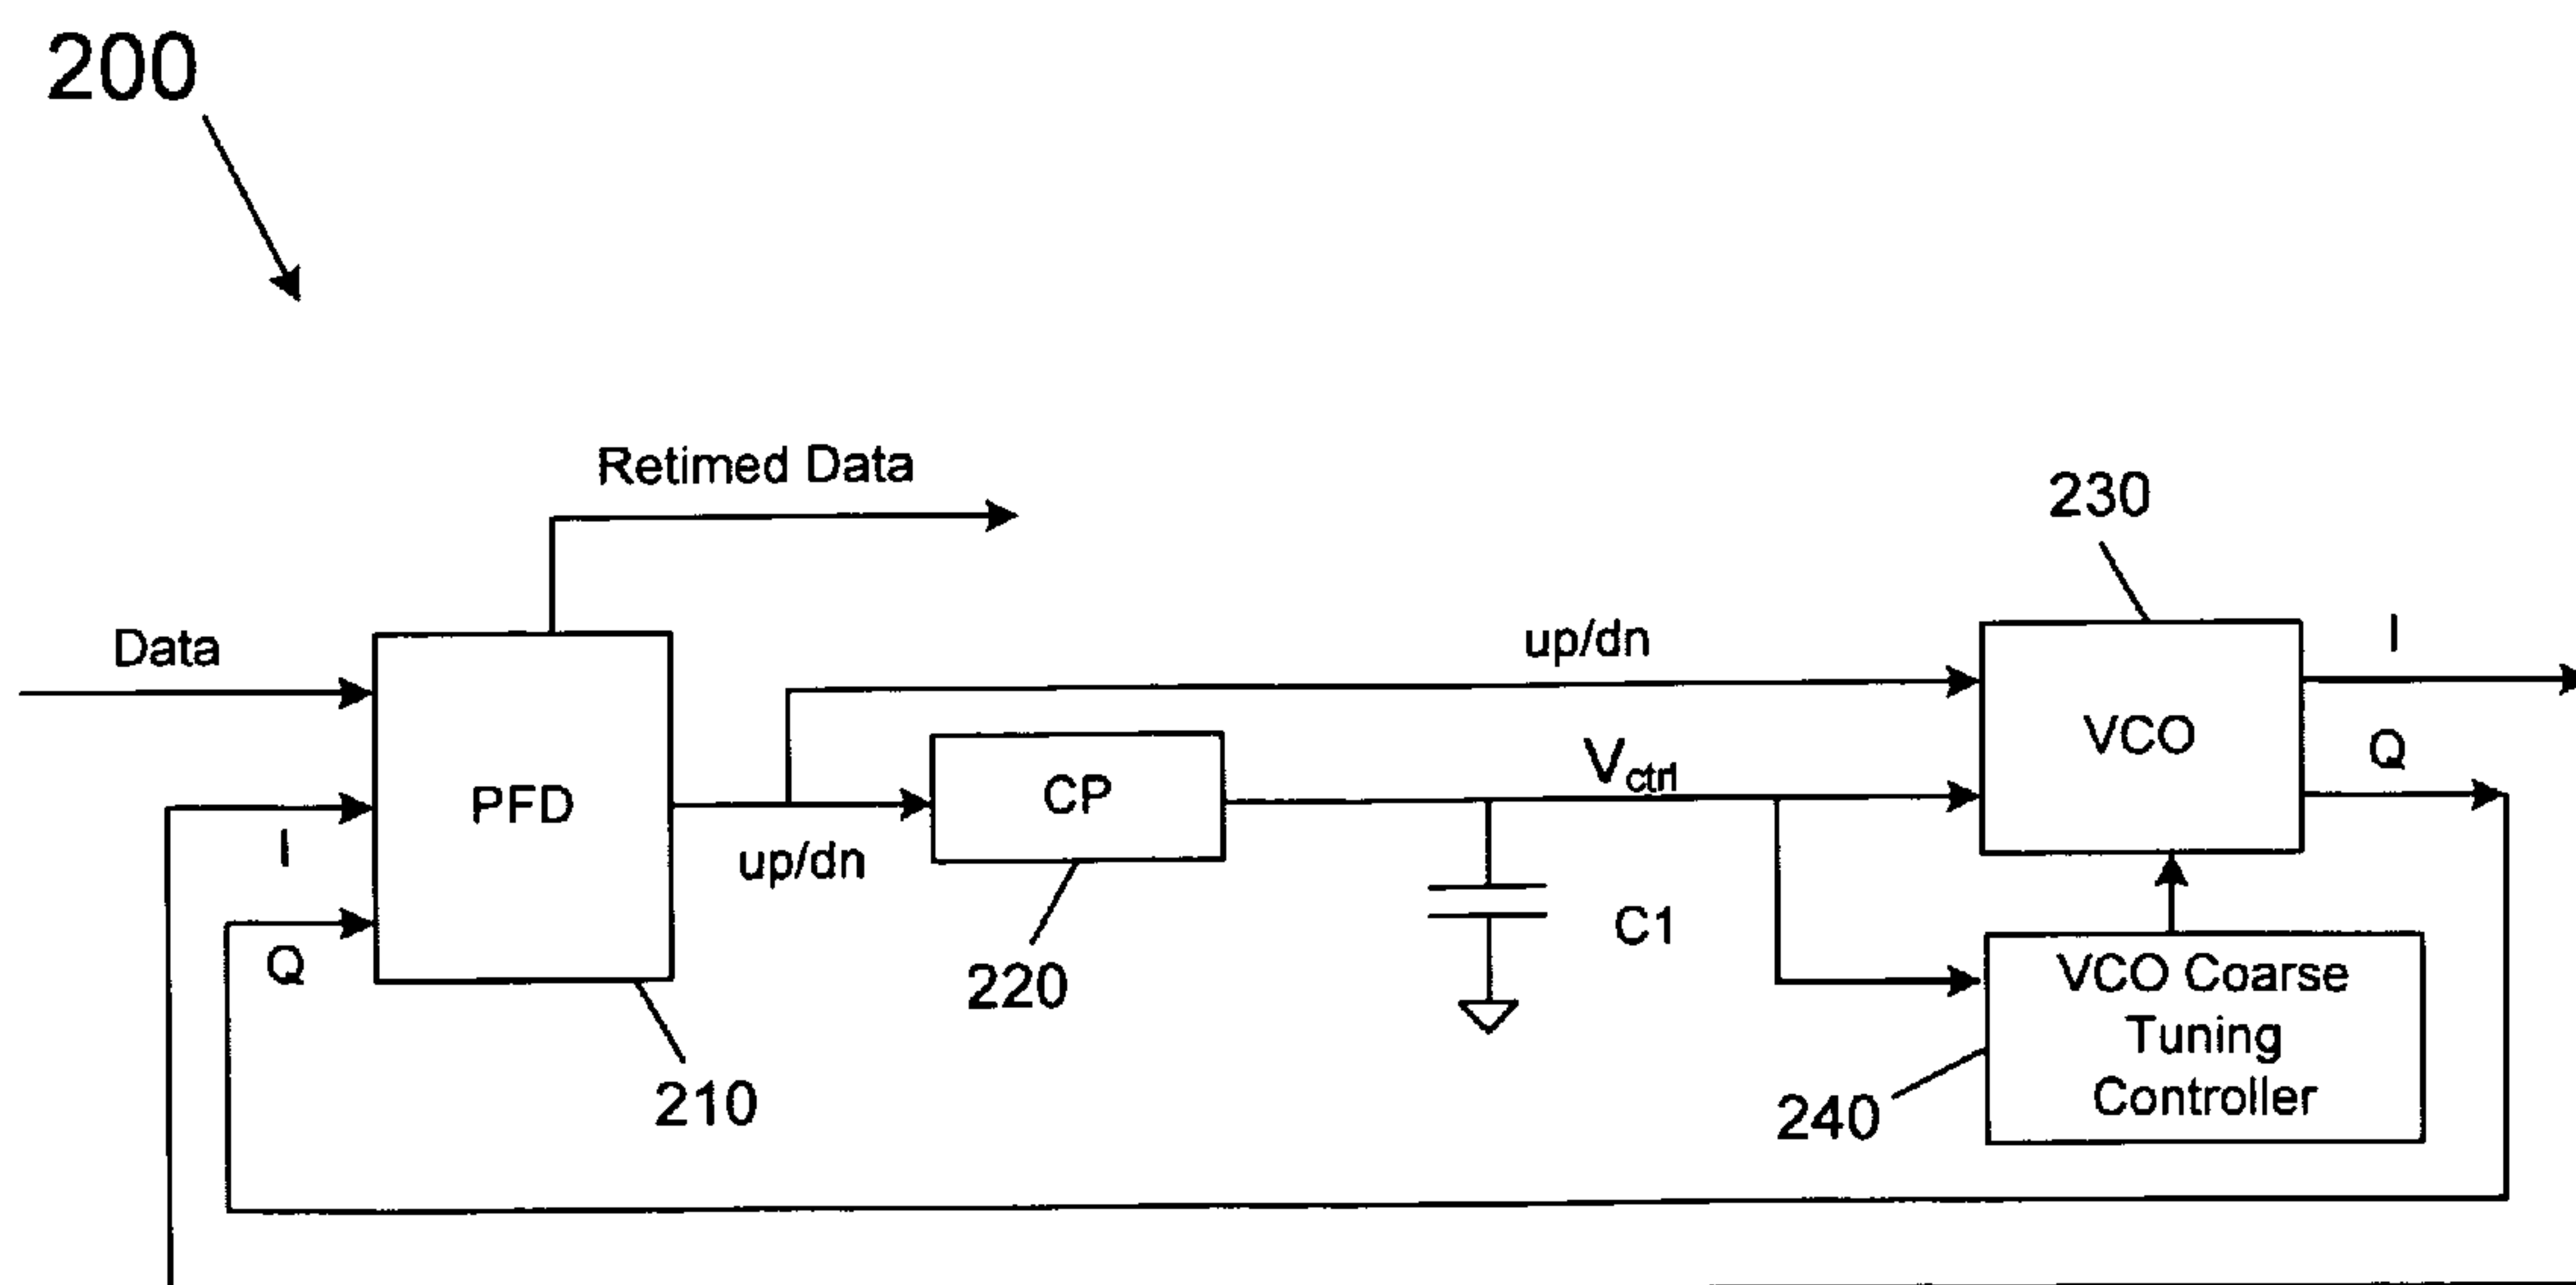 200
Retimed Data
230
Data
up/dn
I
VCO
Q
V_ctrl
CP
PFD
I
up/dn
C1
Q
220
VCO Coarse
Tuning
Controller
210
240